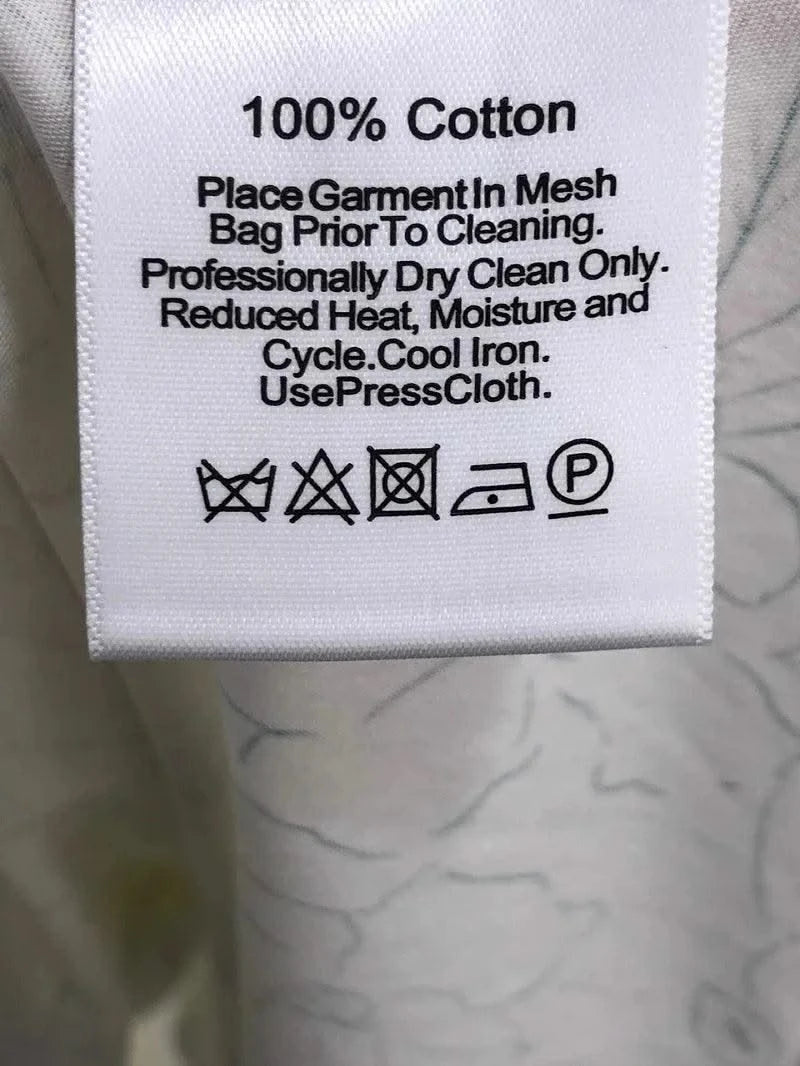 100% Cotton
Place Garment In Mesh
Bag Prior To Cleaning.
Professionally Dry Clean Only.
Reduced Heat, Moisture and
Cycle.Cool Iron.
UsePressCloth.
P